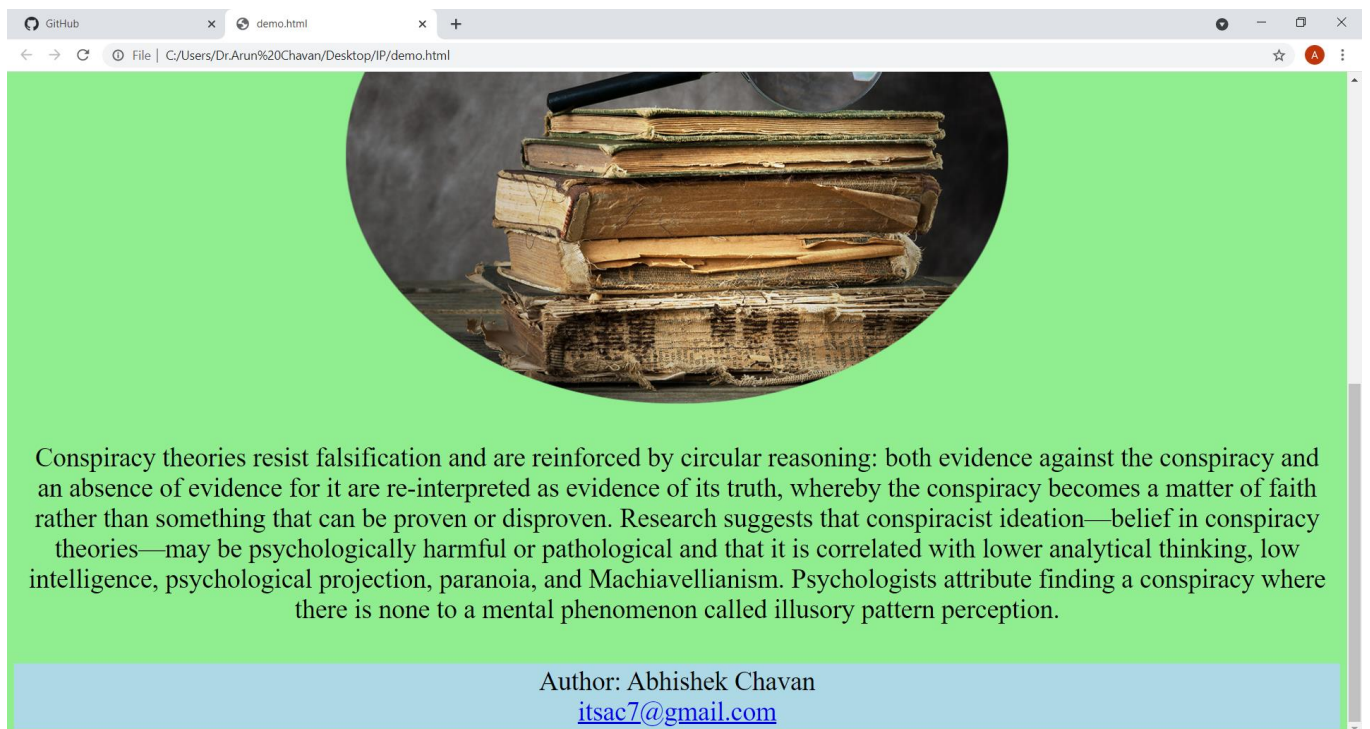 GitHub
demo.html
File | C:/Users/Dr.Arun%20Chavan/Desktop/IP/demo.html
A
Conspiracy theories resist falsification and are reinforced by circular reasoning: both evidence against the conspiracy and
an absence of evidence for it are re-interpreted as evidence of its truth, whereby the conspiracy becomes a matter of faith
rather than something that can be proven or disproven. Research suggests that conspiracist ideation—belief in conspiracy
theories—may be psychologically harmful or pathological and that it is correlated with lower analytical thinking, low
intelligence, psychological projection, paranoia, and Machiavellianism. Psychologists attribute finding a conspiracy where
there is none to a mental phenomenon called illusory pattern perception.
Author: Abhishek Chavan
itsac7@gmail.com